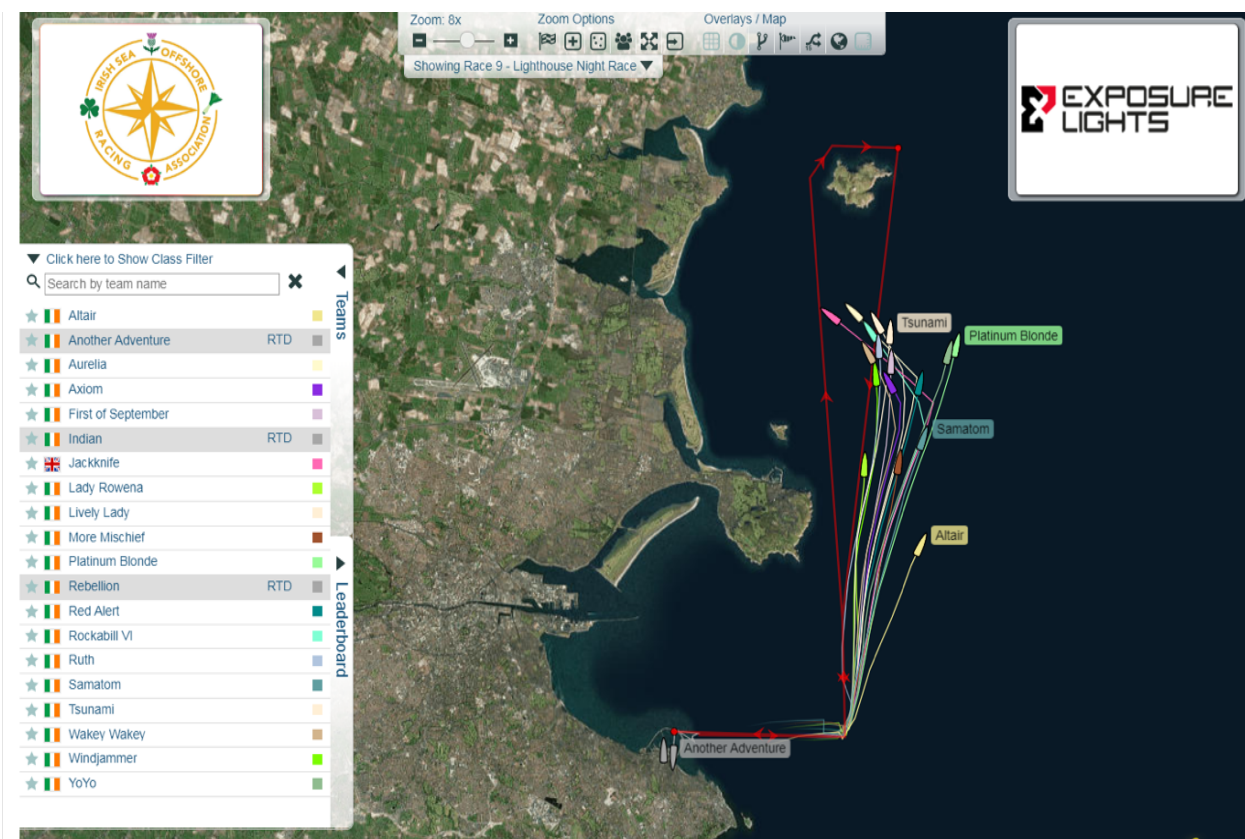 Zoom: 8x
Zoom Options
Overlays / Map
Showing Race 9 - Lighthouse Night Race
IRISH SEA OFFSHORE
RACING ASSOCIATION
EXPOSURE
LIGHTS
Click here to Show Class Filter
Search by team name
Teams
Leaderboard
Altair
Another Adventure RTD
Aurelia
Axiom
First of September
Indian RTD
Jackknife
Lady Rowena
Lively Lady
More Mischief
Platinum Blonde
Rebellion RTD
Red Alert
Rockabill VI
Ruth
Samatom
Tsunami
Wakey Wakey
Windjammer
YoYo
Tsunami
Platinum Blonde
Samatom
Altair
Another Adventure